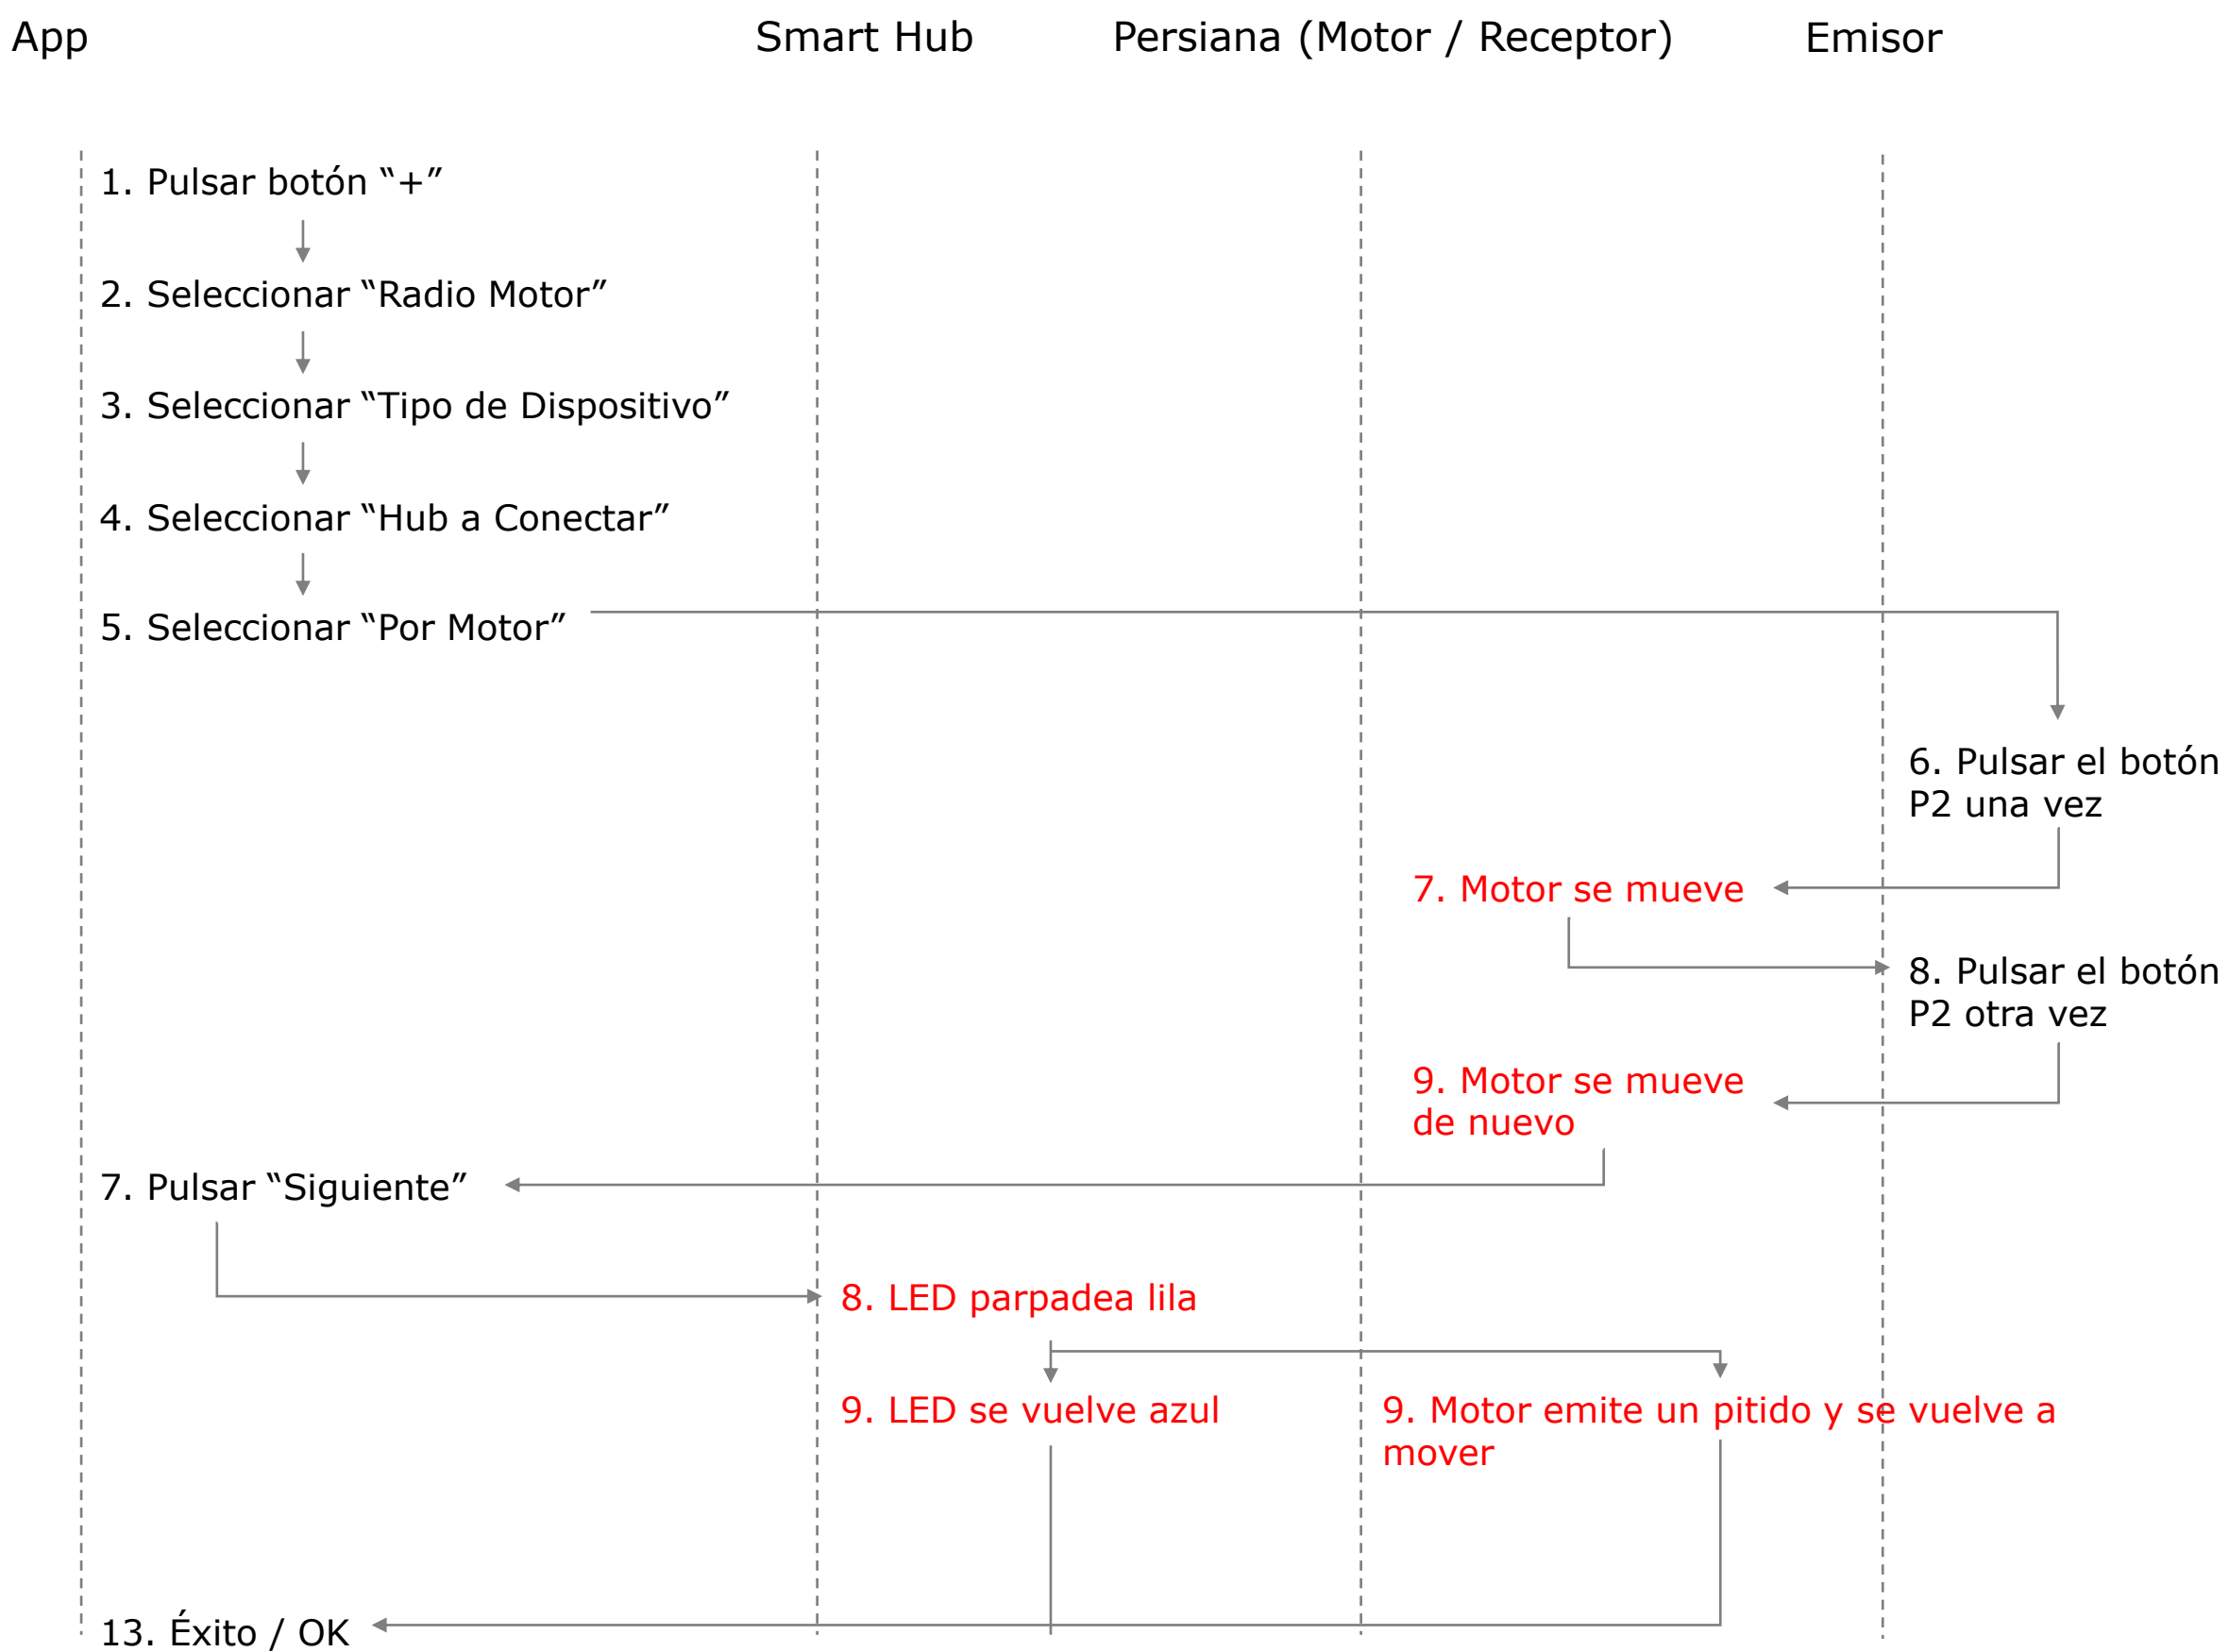 App
Smart Hub
Persiana (Motor / Receptor)
Emisor
1. Pulsar botón “+”
2. Seleccionar “Radio Motor”
3. Seleccionar “Tipo de Dispositivo”
4. Seleccionar “Hub a Conectar”
5. Seleccionar “Por Motor”
6. Pulsar el botón
P2 una vez
7. Motor se mueve
8. Pulsar el botón
P2 otra vez
9. Motor se mueve
de nuevo
7. Pulsar “Siguiente”
8. LED parpadea lila
9. LED se vuelve azul
9. Motor emite un pitido y se vuelve a
mover
13. Éxito / OK